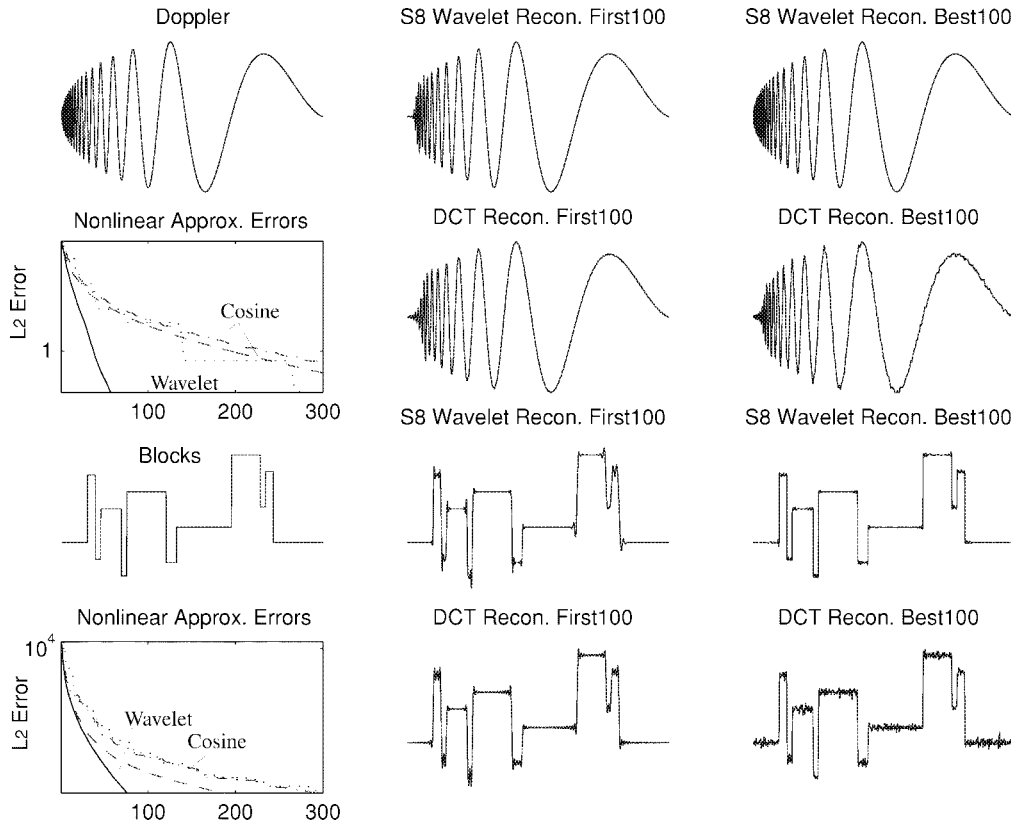 Doppler
S8 Wavelet Recon. First100
S8 Wavelet Recon. Best100
Nonlinear Approx. Errors
DCT Recon. First100
DCT Recon. Best100
L2 Error
1
Cosine
Wavelet
100 200 300
S8 Wavelet Recon. First100
S8 Wavelet Recon. Best100
Blocks
Nonlinear Approx. Errors
DCT Recon. First100
DCT Recon. Best100
10^4
L2 Error
Wavelet
Cosine
100 200 300